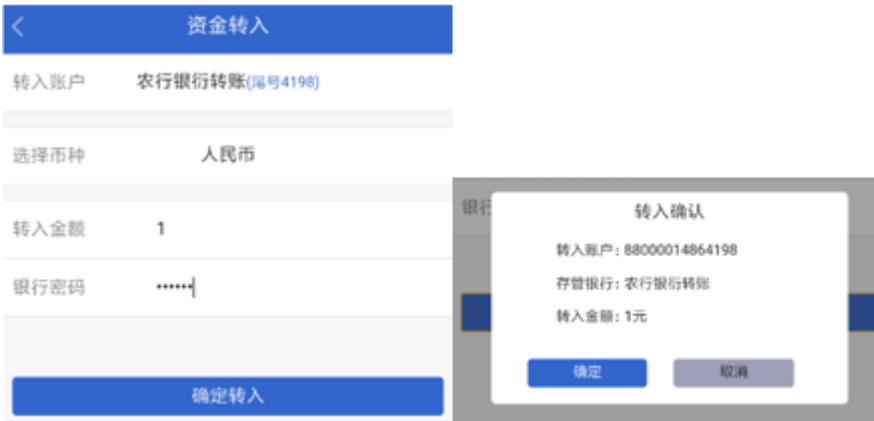 资金转入
转入账户 农行银衍转账(尾号4198)
选择币种 人民币
转入金额 1
银行密码 ••••••
确定转入
银行
转入确认
转入账户: 88000014864198
存管银行: 农行银衍转账
转入金额: 1元
确定 取消